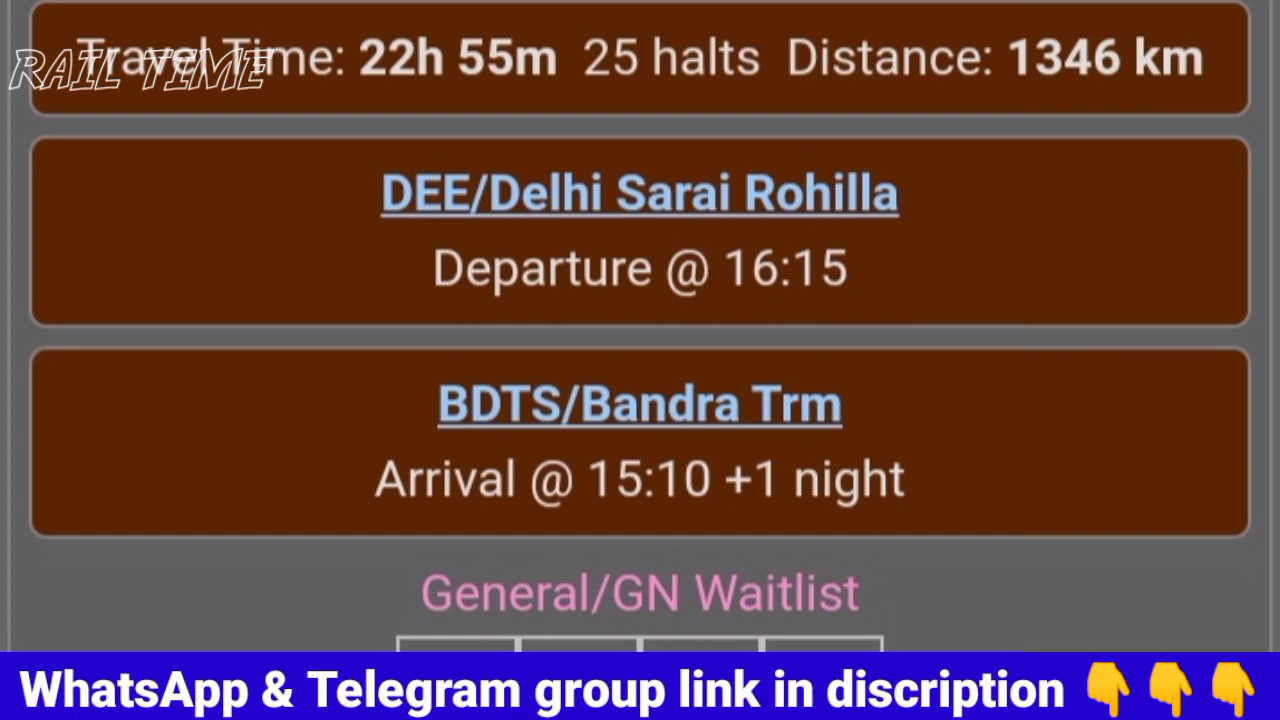 Travel Time: 22h 55m 25 halts Distance: 1346 km
RAIL TIME
DEE/Delhi Sarai Rohilla
Departure @ 16:15
BDTS/Bandra Trm
Arrival @ 15:10 +1 night
General/GN Waitlist
WhatsApp & Telegram group link in discription 👇 👇 👇